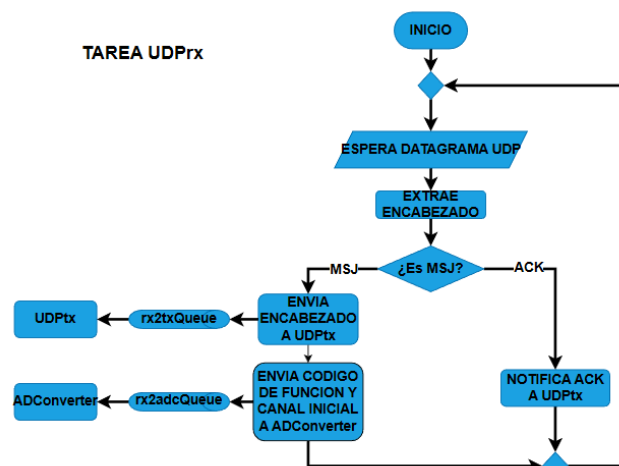 INICIO
TAREA UDPrx
ESPERA DATAGRAMA UDP
EXTRAE
ENCABEZADO
MSJ
¿Es MSJ?
ACK
UDPtx
rx2txQueue
ENVIA
ENCABEZADO
A UDPtx
ADConverter
rx2adcQueue
ENVIA CODIGO
DE FUNCION Y
CANAL INICIAL
A ADConverter
NOTIFICA ACK
A UDPtx